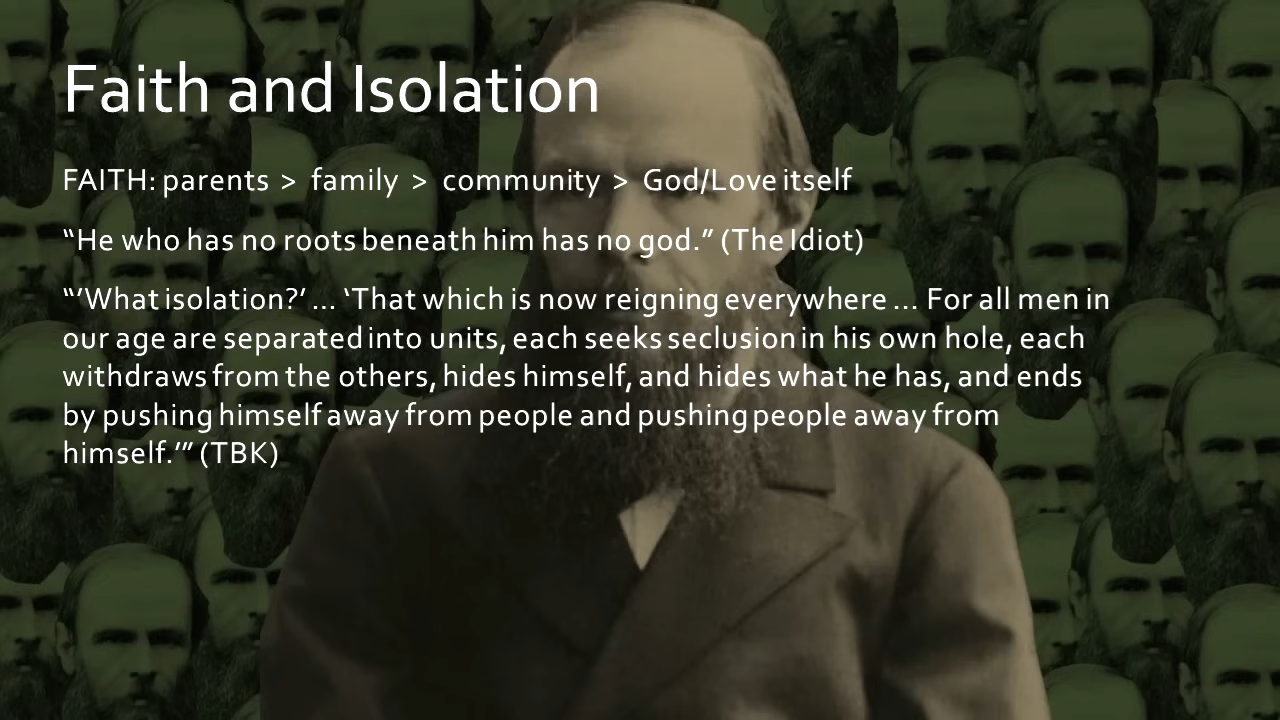 Faith and Isolation
FAITH: parents > family > community > God/Love itself
“He who has no roots beneath him has no god.” (The Idiot)
“’What isolation?’ … ‘That which is now reigning everywhere … For all men in
our age are separated into units, each seeks seclusion in his own hole, each
withdraws from the others, hides himself, and hides what he has, and ends
by pushing himself away from people and pushing people away from
himself.’” (TBK)